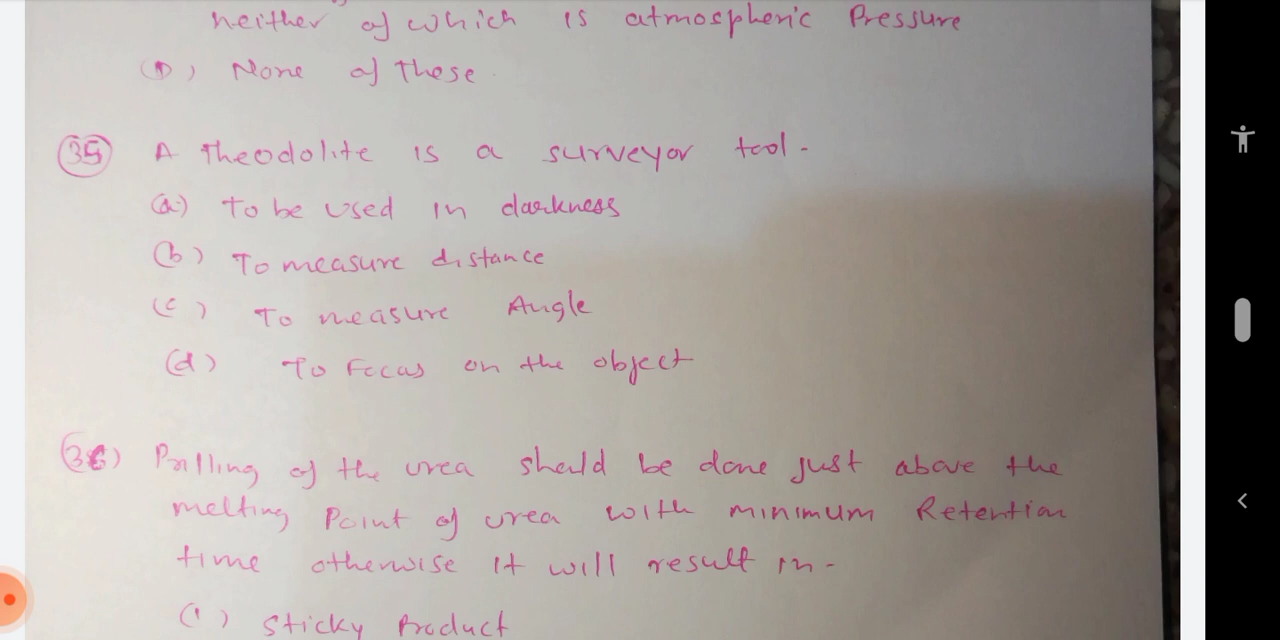 neither of which is atmospheric Pressure
(D) None of these.
35 A theodolite is a surveyor tool-
(a) To be used in darkness
(b) To measure distance
(c) To measure Angle
(d) To Focus on the object
36) Prilling of the urea should be done just above the
melting Point of urea with minimum Retention
time otherwise it will result in-
(1) Sticky Product